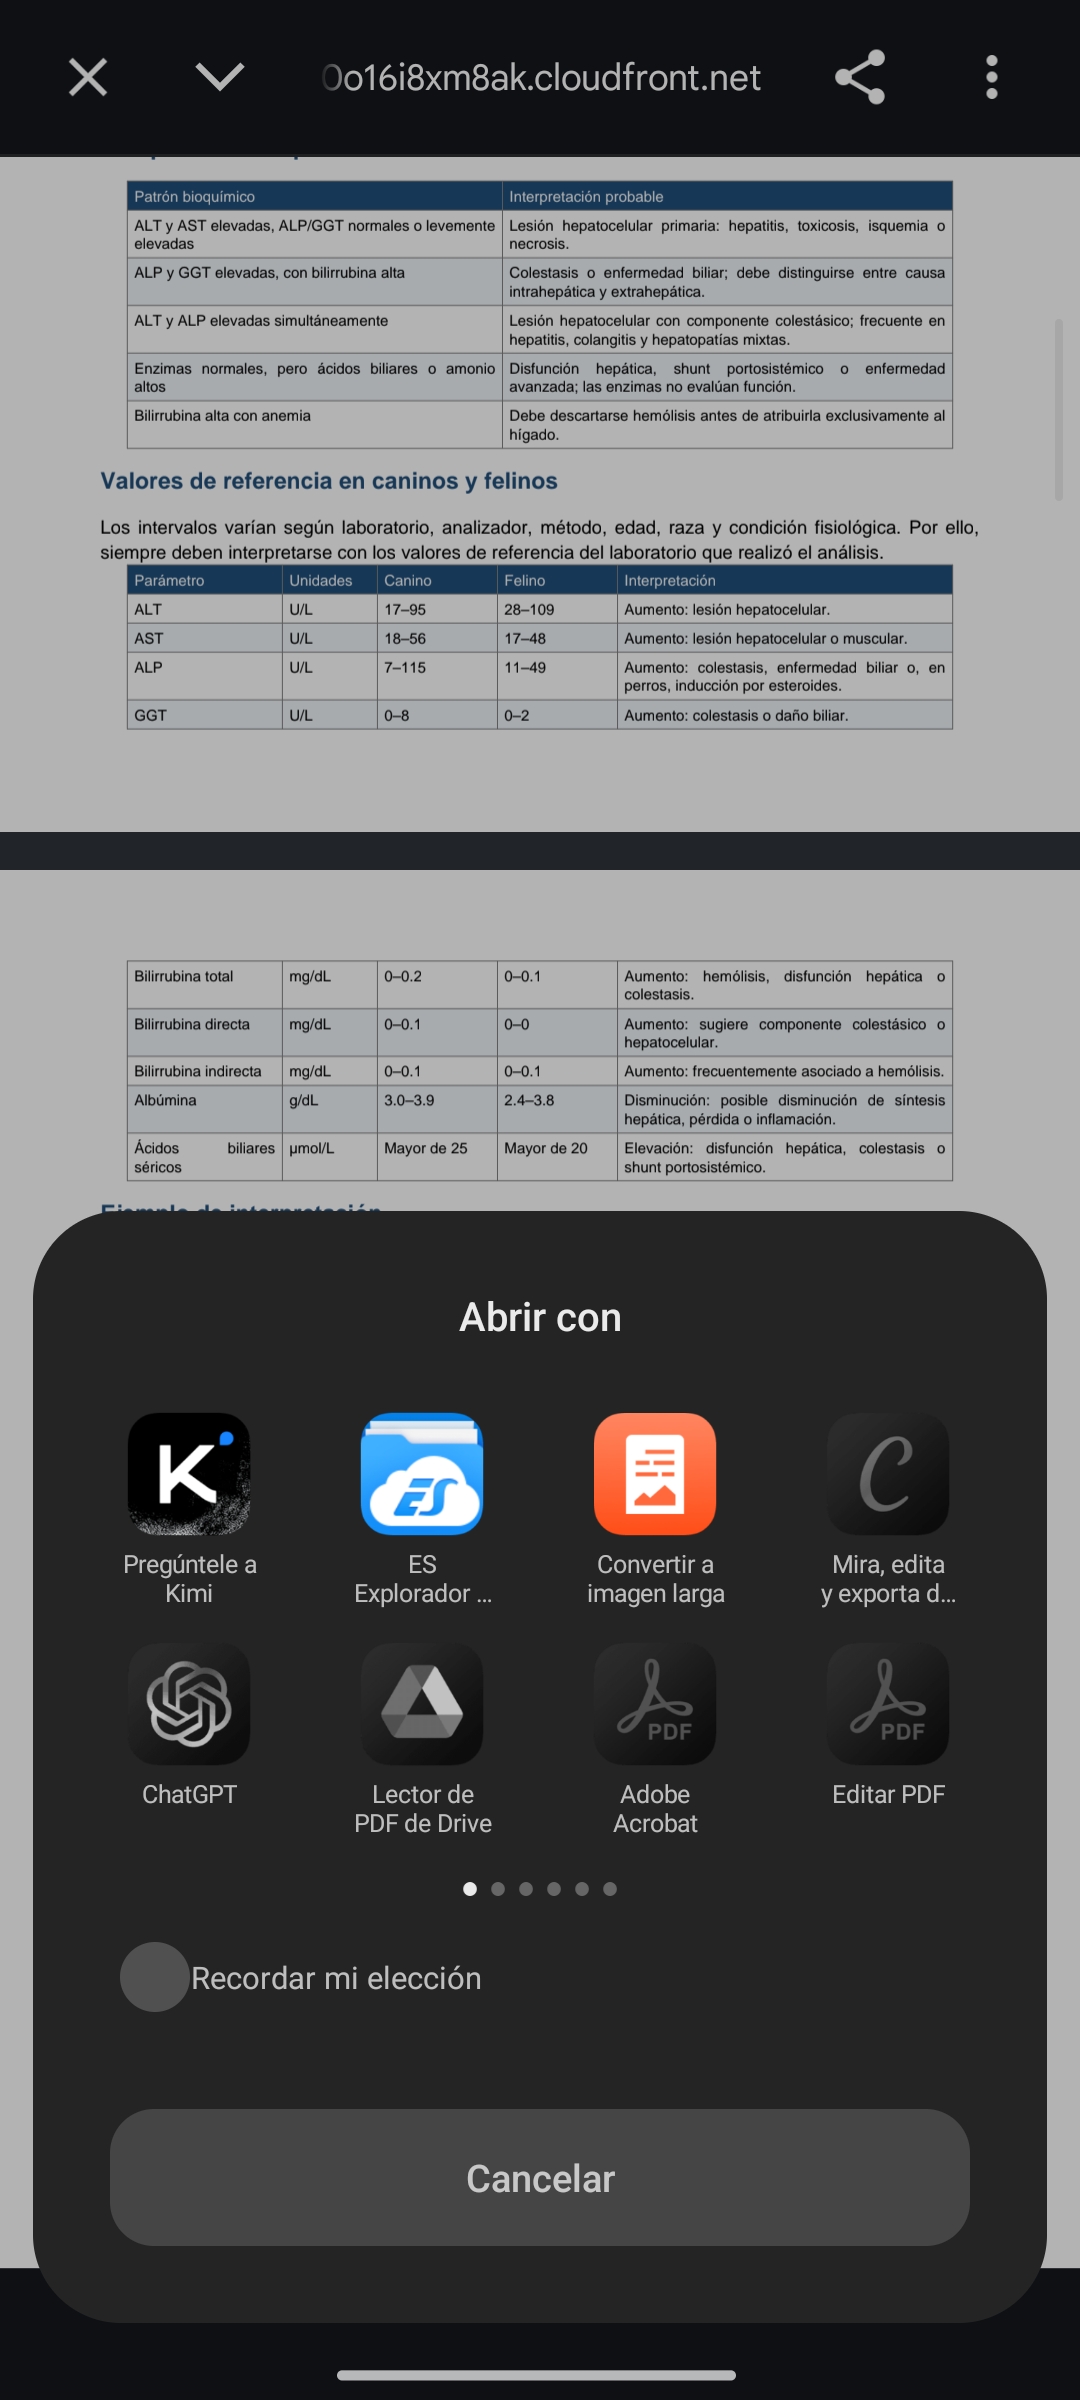 0o16i8xm8ak.cloudfront.net
Patrón bioquímico Interpretación probable
ALT y AST elevadas, ALP/GGT normales o levemente elevadas Lesión hepatocelular primaria: hepatitis, toxicosis, isquemia o necrosis.
ALP y GGT elevadas, con bilirrubina alta Colestasis o enfermedad biliar; debe distinguirse entre causa intrahepática y extrahepática.
ALT y ALP elevadas simultáneamente Lesión hepatocelular con componente colestásico; frecuente en hepatitis, colangitis y hepatopatías mixtas.
Enzimas normales, pero ácidos biliares o amonio altos Disfunción hepática, shunt portosistémico o enfermedad avanzada; las enzimas no evalúan función.
Bilirrubina alta con anemia Debe descartarse hemólisis antes de atribuirla exclusivamente al hígado.
Valores de referencia en caninos y felinos
Los intervalos varían según laboratorio, analizador, método, edad, raza y condición fisiológica. Por ello,
siempre deben interpretarse con los valores de referencia del laboratorio que realizó el análisis.
Parámetro Unidades Canino Felino Interpretación
ALT U/L 17–95 28–109 Aumento: lesión hepatocelular.
AST U/L 18–56 17–48 Aumento: lesión hepatocelular o muscular.
ALP U/L 7–115 11–49 Aumento: colestasis, enfermedad biliar o, en perros, inducción por esteroides.
GGT U/L 0–8 0–2 Aumento: colestasis o daño biliar.
Bilirrubina total mg/dL 0–0.2 0–0.1 Aumento: hemólisis, disfunción hepática o colestasis.
Bilirrubina directa mg/dL 0–0.1 0–0 Aumento: sugiere componente colestásico o hepatocelular.
Bilirrubina indirecta mg/dL 0–0.1 0–0.1 Aumento: frecuentemente asociado a hemólisis.
Albúmina g/dL 3.0–3.9 2.4–3.8 Disminución: posible disminución de síntesis hepática, pérdida o inflamación.
Ácidos biliares séricos µmol/L Mayor de 25 Mayor de 20 Elevación: disfunción hepática, colestasis o shunt portosistémico.
Ejemplo de interpretación
Abrir con
Pregúntele a Kimi
ES Explorador ...
Convertir a imagen larga
Mira, edita y exporta d...
ChatGPT
Lector de PDF de Drive
PDF
Adobe Acrobat
PDF
Editar PDF
Recordar mi elección
Cancelar